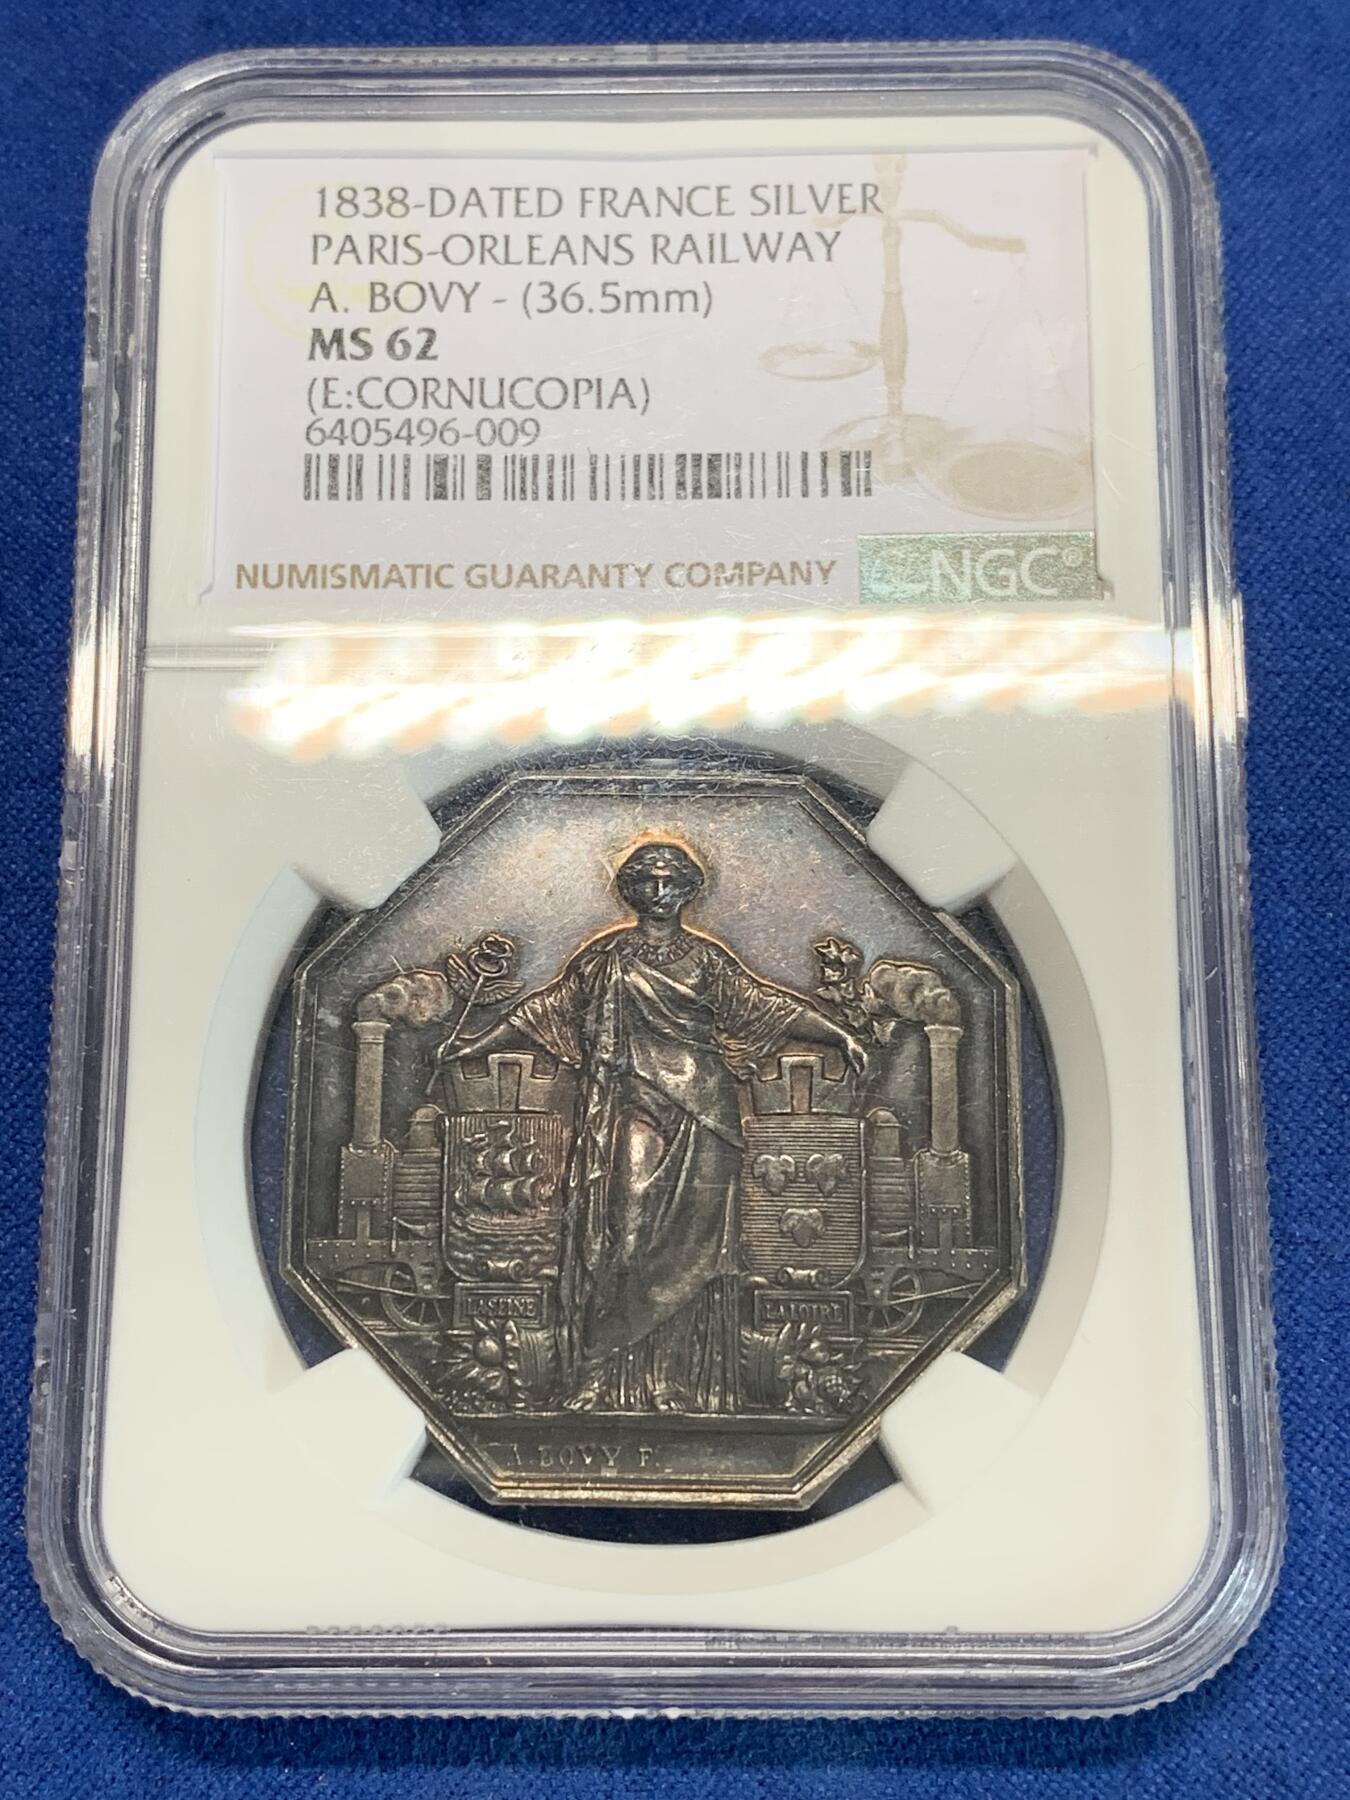 1838-DATED FRANCE SILVER
PARIS-ORLEANS RAILWAY
A. BOVY - (36.5mm)
MS 62
(E:CORNUCOPIA)
6405496-009
NUMISMATIC GUARANTY COMPANY
NGC®
LA SEINE
LA LOIRE
A. BOVY F.